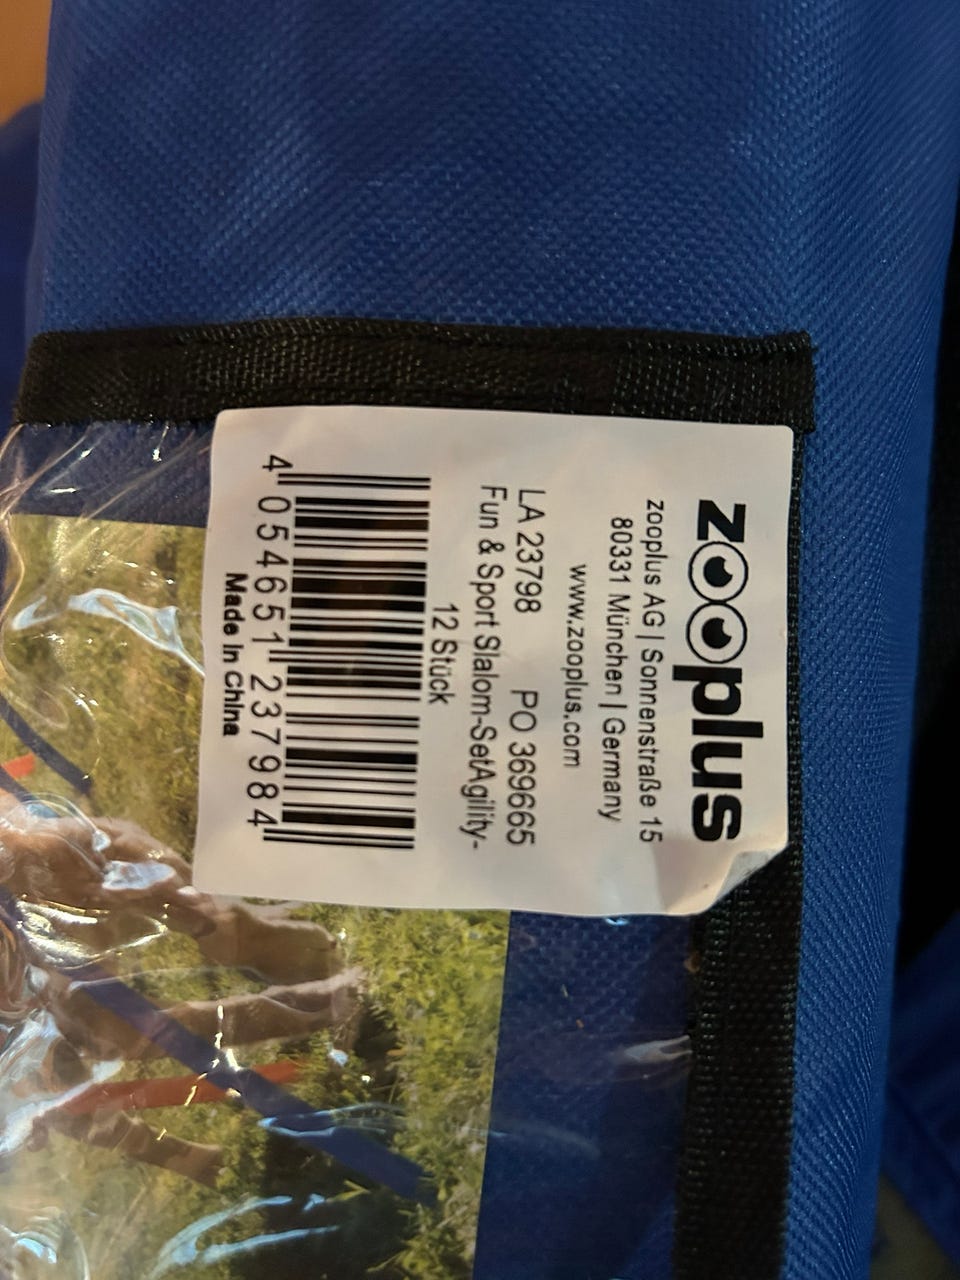 zooplus
zooplus AG | Sonnenstraße 15
80331 München | Germany
www.zooplus.com
LA 23798 PO 369665
Fun & Sport Slalom-SetAgility-
12 Stück
4 054651 237984
Made In China